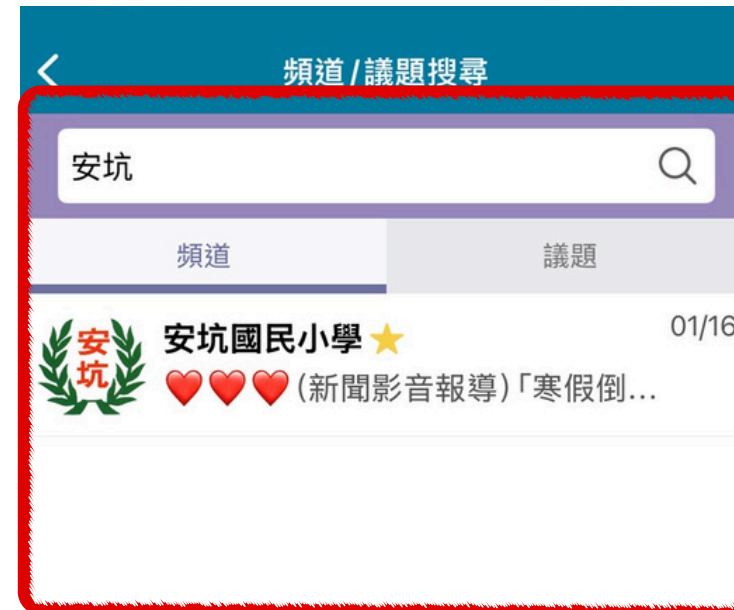 頻道/議題搜尋
安坑
頻道
議題
安坑
安坑國民小學⭐
01/16
❤️❤️❤️(新聞影音報導)「寒假倒...